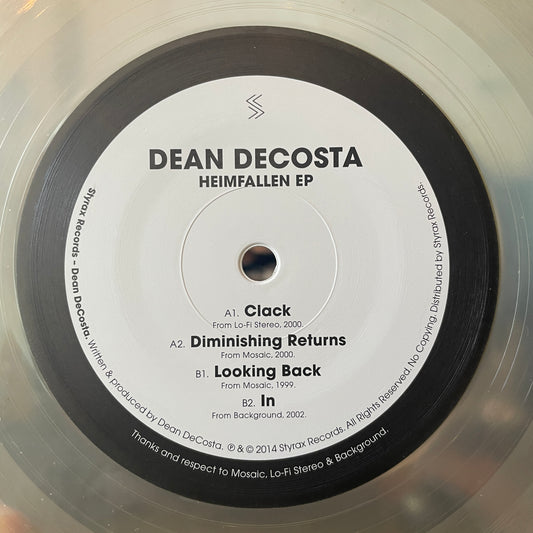 DEAN DECOSTA
HEIMFALLEN EP
A1. Clack
From Lo-Fi Stereo, 2000.
A2. Diminishing Returns
From Mosaic, 2000.
B1. Looking Back
From Mosaic, 1999.
B2. In
From Background, 2002.
Styrax Records – Dean DeCosta. Written & produced by Dean DeCosta. ℗ & © 2014 Styrax Records. All Rights Reserved. No Copying. Distributed by Styrax Records.
Thanks and respect to Mosaic, Lo-Fi Stereo & Background.